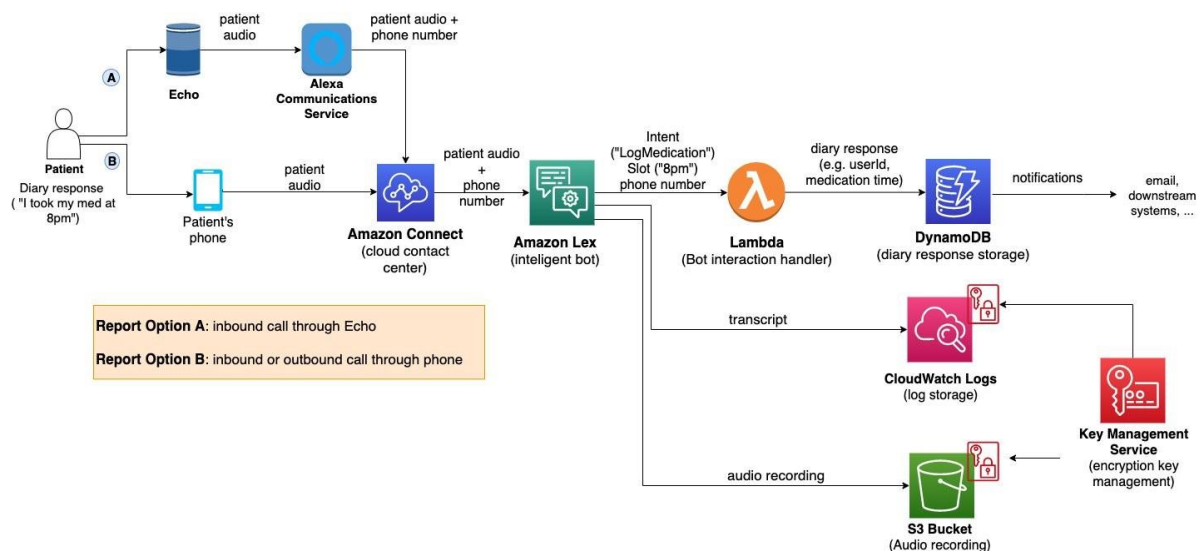 patient
audio
patient audio +
phone number
A
Echo
Alexa
Communications
Service
Patient
Diary response
( "I took my med at
8pm")
B
Patient's
phone
patient
audio
Amazon Connect
(cloud contact
center)
patient audio
+
phone
number
Amazon Lex
(inteligent bot)
Intent
("LogMedication")
Slot ("8pm")
phone number
Lambda
(Bot interaction handler)
diary response
(e.g. userId,
medication time)
DynamoDB
(diary response storage)
notifications
email,
downstream
systems, ...
Report Option A: inbound call through Echo
Report Option B: inbound or outbound call through phone
transcript
CloudWatch Logs
(log storage)
Key Management
Service
(encryption key
management)
audio recording
S3 Bucket
(Audio recording)